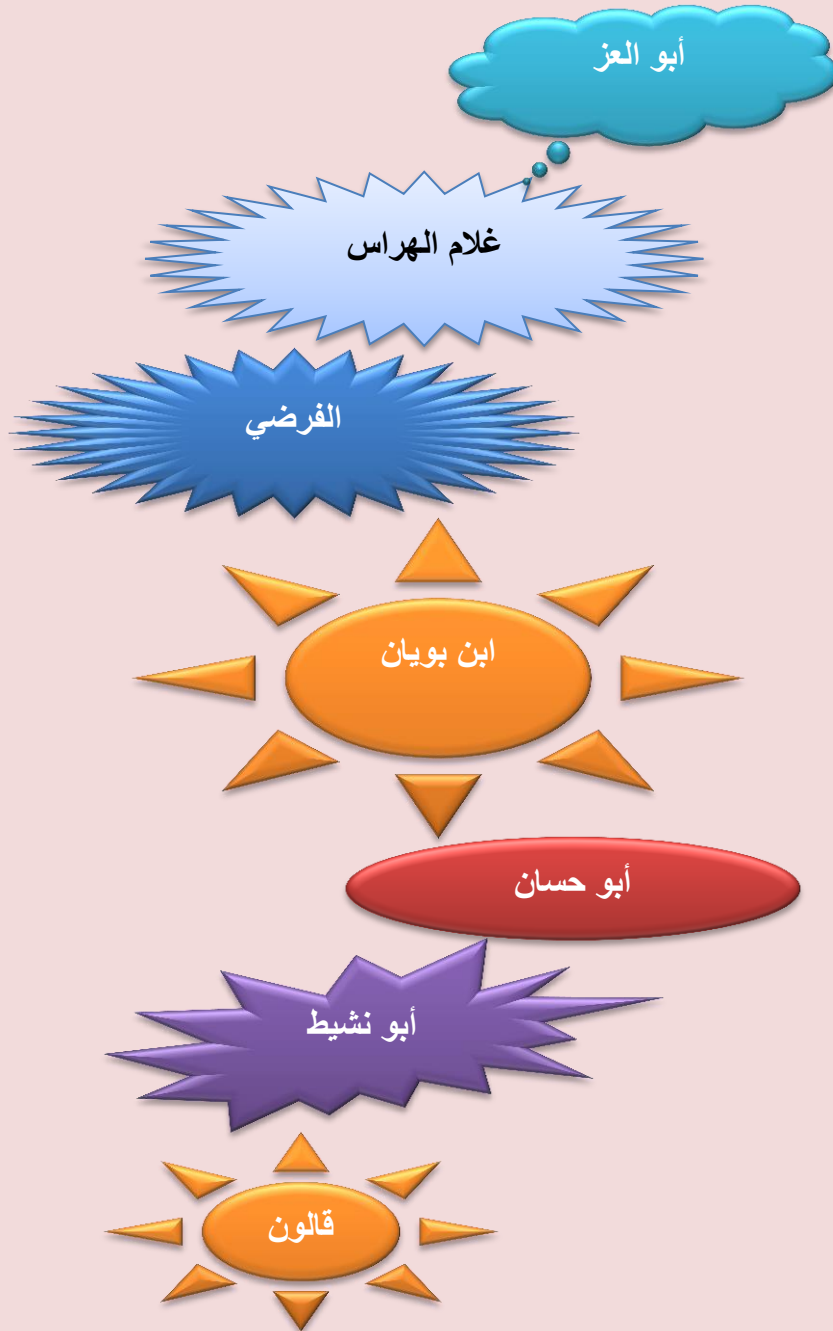 أبو العز
غلام الهراس
الفرضي
ابن بويان
أبو حسان
أبو نشيط
قالون